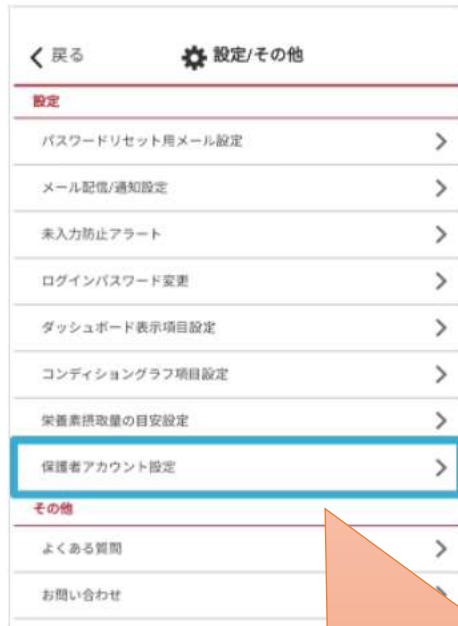 戻る 設定/その他
設定
パスワードリセット用メール設定
メール配信/通知設定
未入力防止アラート
ログインパスワード変更
ダッシュボード表示項目設定
コンディショングラフ項目設定
栄養素摂取量の目安設定
保護者アカウント設定
その他
よくある質問
お問い合わせ